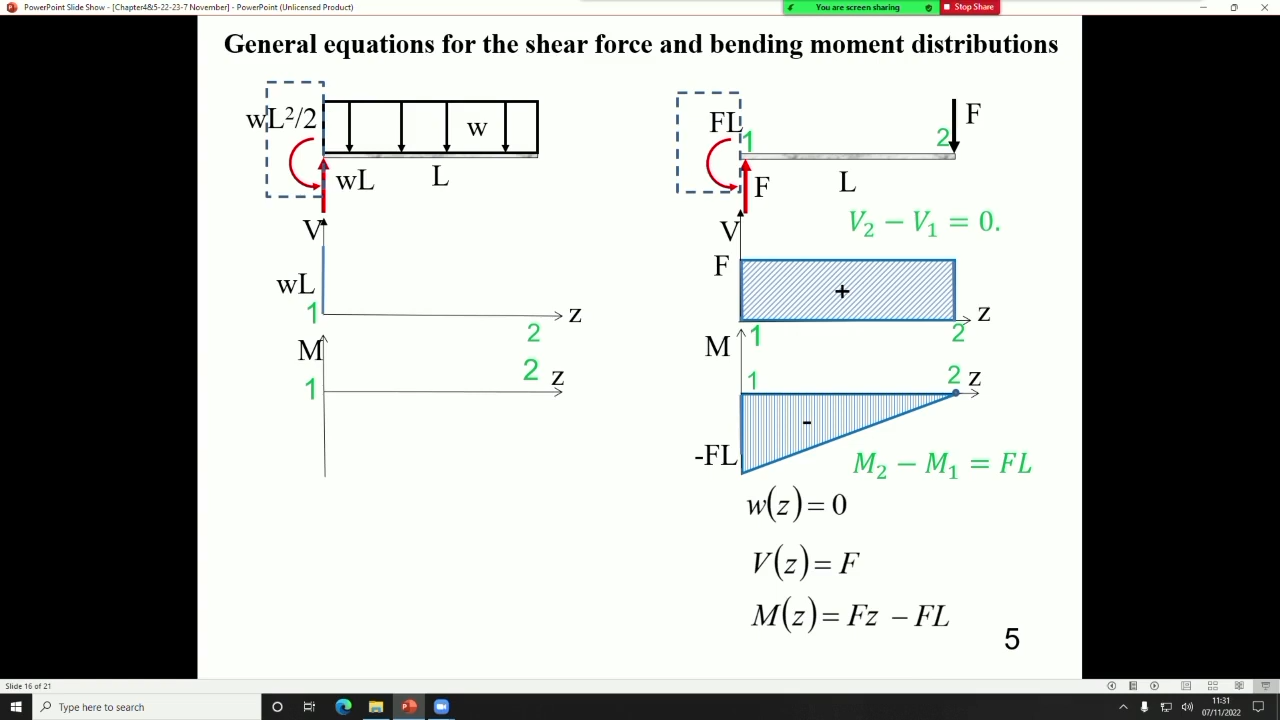 PowerPoint Slide Show - [Chapter4&5-22-23-7 November] - PowerPoint (Unlicensed Product)
You are screen sharing
Stop Share
General equations for the shear force and bending moment distributions
wL²/2
w
wL
L
V
wL
1
2
z
M
1
2
z
FL
1
2
F
F
L
V₂ − V₁ = 0.
V
F
+
1
2
z
M
1
2
z
-
-FL
M₂ − M₁ = FL
w(z) = 0
V(z) = F
M(z) = Fz − FL
5
Slide 16 of 21
Type here to search
11:31
07/11/2022